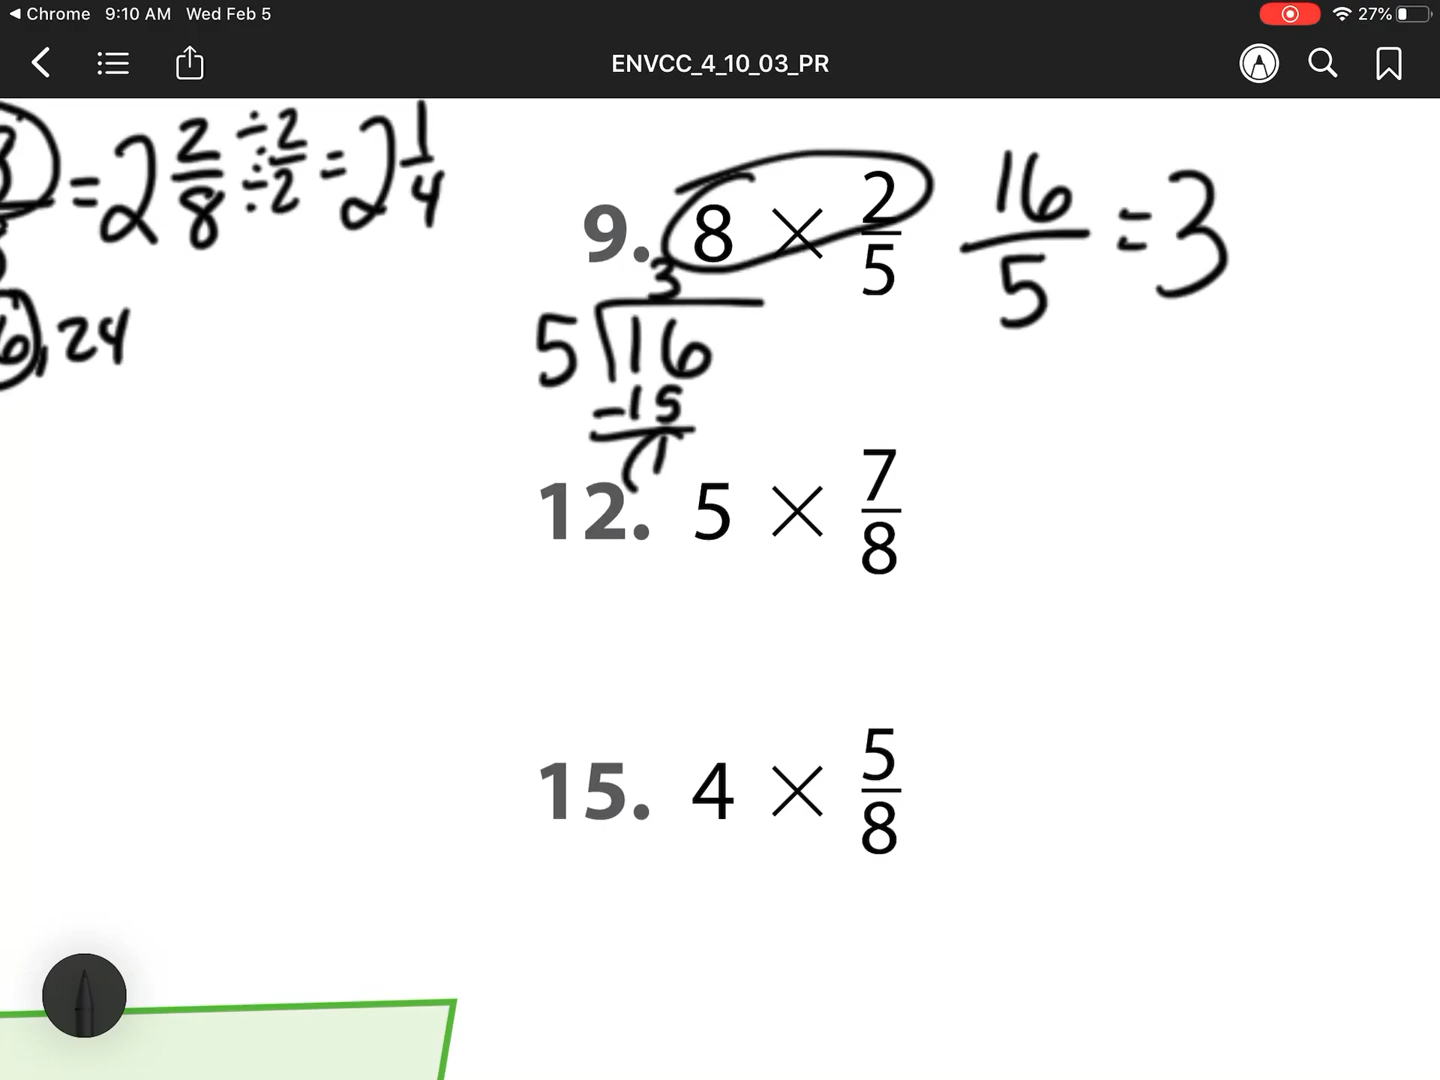 Chrome 9:10 AM Wed Feb 5 27%
ENVCC_4_10_03_PR
= 2 2/8 ÷2/÷2 = 2 1/4
, 24
9. 8 × 2/5 16/5 = 3
3
5 16
-15
1
12. 5 × 7/8
15. 4 × 5/8